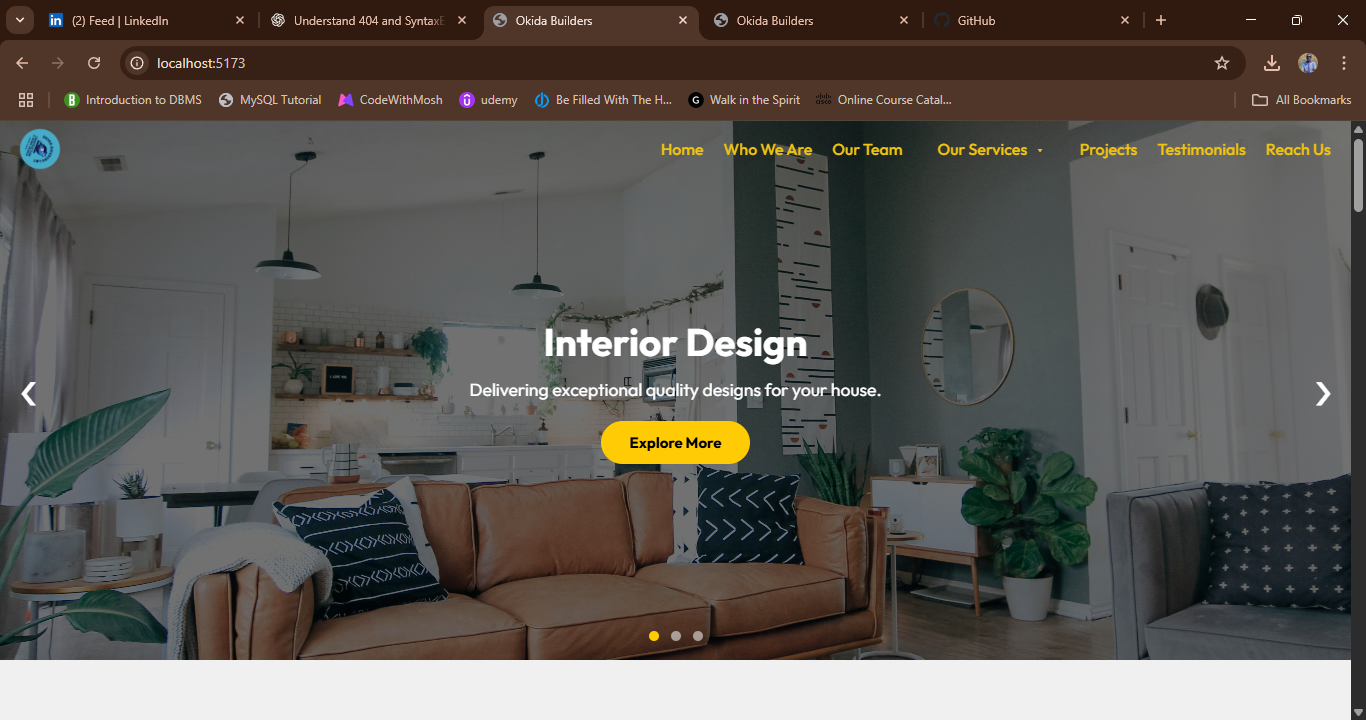 (2) Feed | LinkedIn
Understand 404 and SyntaxE
Okida Builders
Okida Builders
GitHub
localhost:5173
Introduction to DBMS
MySQL Tutorial
CodeWithMosh
udemy
Be Filled With The H...
Walk in the Spirit
Online Course Catal...
All Bookmarks
Home
Who We Are
Our Team
Our Services
Projects
Testimonials
Reach Us
Interior Design
Delivering exceptional quality designs for your house.
Explore More